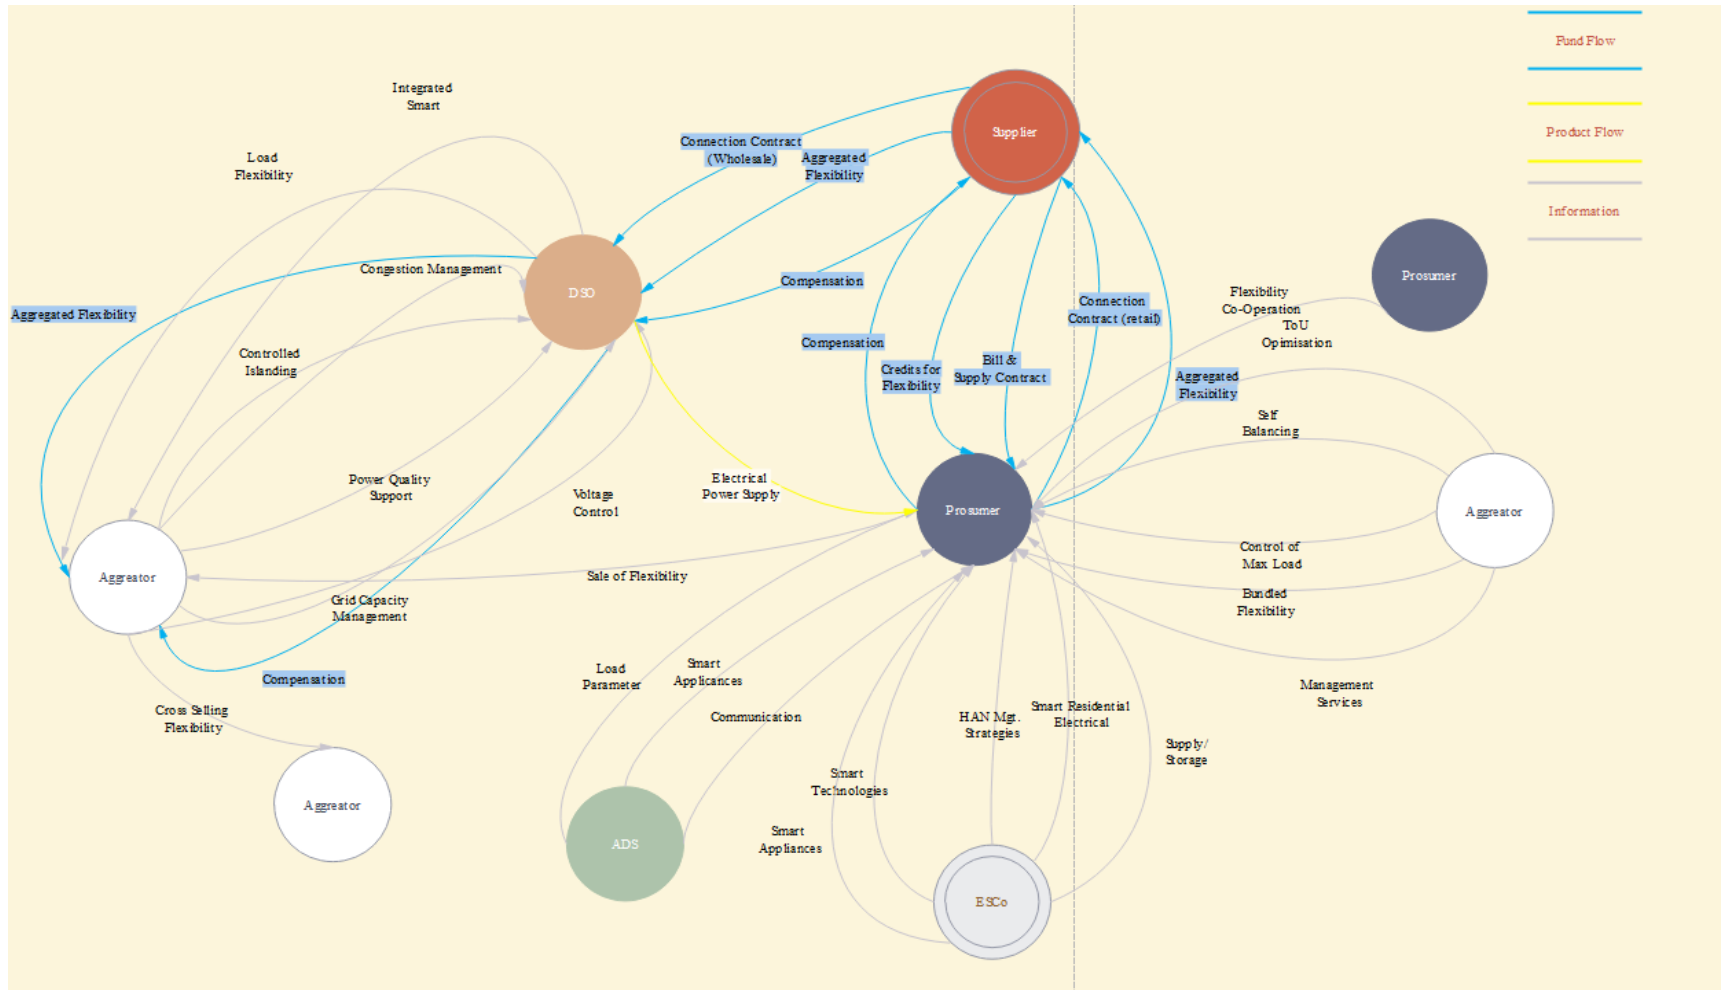 Fund Flow
Product Flow
Information
Integrated
Smart
Load
Flexibility
Connection Contract
(Wholesale)
Aggregated
Flexibility
Supplier
Prosumer
DSO
Congestion Management
Compensation
Aggregated Flexibility
Flexibility
Co-Operation
ToU
Opimisation
Connection
Contract (retail)
Compensation
Controlled
Islanding
Credits for
Flexibility
Bill &
Supply Contract
Aggregated
Flexibility
Self
Balancing
Power Quality
Support
Voltage
Control
Electrical
Power Supply
Prosumer
Aggreator
Control of
Max Load
Aggreator
Sale of Flexibility
Grid Capacity
Management
Bundled
Flexibility
Compensation
Load
Parameter
Smart
Applicances
Management
Services
Cross Selling
Flexibility
Communication
HAN Mgt.
Strategies
Smart Residential
Electrical
Supply/
Storage
Smart
Technologies
Aggreator
Smart
Appliances
ADS
ESCo